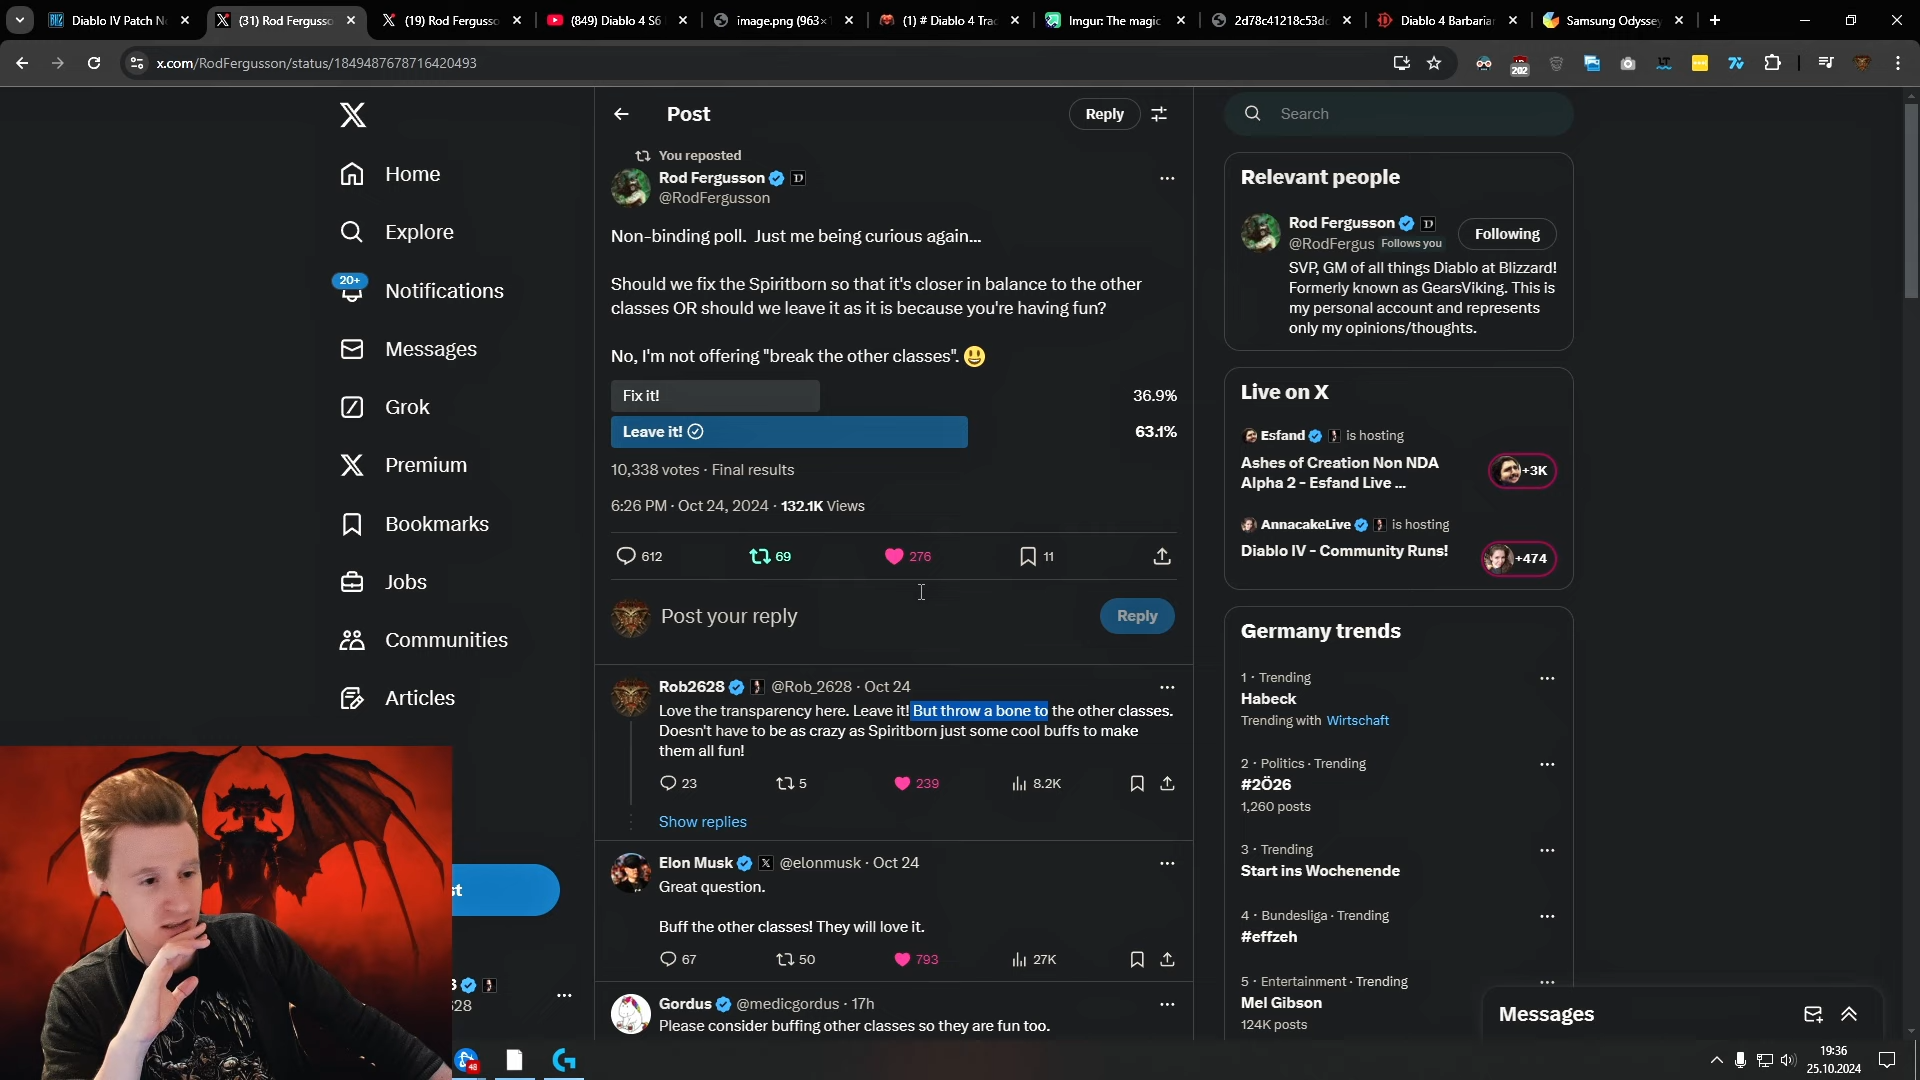 Diablo IV Patch N
(31) Rod Fergusso
(19) Rod Fergusso
(849) Diablo 4 S6
image.png (963×1
(1) # Diablo 4 Trac
Imgur: The magic
2d78c41218c53d
Diablo 4 Barbarian
Samsung Odyssey
x.com/RodFergusson/status/1849487678716420493
202
Home
Explore
20+
Notifications
Messages
Grok
Premium
Bookmarks
Jobs
Communities
Articles
st
628
Post
Reply
You reposted
Rod Fergusson
@RodFergusson
Non-binding poll. Just me being curious again...
Should we fix the Spiritborn so that it's closer in balance to the other
classes OR should we leave it as it is because you're having fun?
No, I'm not offering "break the other classes". 😃
Fix it!
36.9%
Leave it!
63.1%
10,338 votes · Final results
6:26 PM · Oct 24, 2024 · 132.1K Views
612
69
276
11
Post your reply
Reply
Rob2628 @Rob_2628 · Oct 24
Love the transparency here. Leave it! But throw a bone to the other classes.
Doesn't have to be as crazy as Spiritborn just some cool buffs to make
them all fun!
23
5
239
8.2K
Show replies
Elon Musk @elonmusk · Oct 24
Great question.
Buff the other classes! They will love it.
67
50
793
27K
Gordus @medicgordus · 17h
Please consider buffing other classes so they are fun too.
Search
Relevant people
Rod Fergusson
@RodFergus Follows you
Following
SVP, GM of all things Diablo at Blizzard!
Formerly known as GearsViking. This is
my personal account and represents
only my opinions/thoughts.
Live on X
Esfand is hosting
Ashes of Creation Non NDA
Alpha 2 - Esfand Live ...
+3K
AnnacakeLive is hosting
Diablo IV - Community Runs!
+474
Germany trends
1 · Trending
Habeck
Trending with Wirtschaft
2 · Politics · Trending
#2Ö26
1,260 posts
3 · Trending
Start ins Wochenende
4 · Bundesliga · Trending
#effzeh
5 · Entertainment · Trending
Mel Gibson
124K posts
Messages
48
19:36
25.10.2024